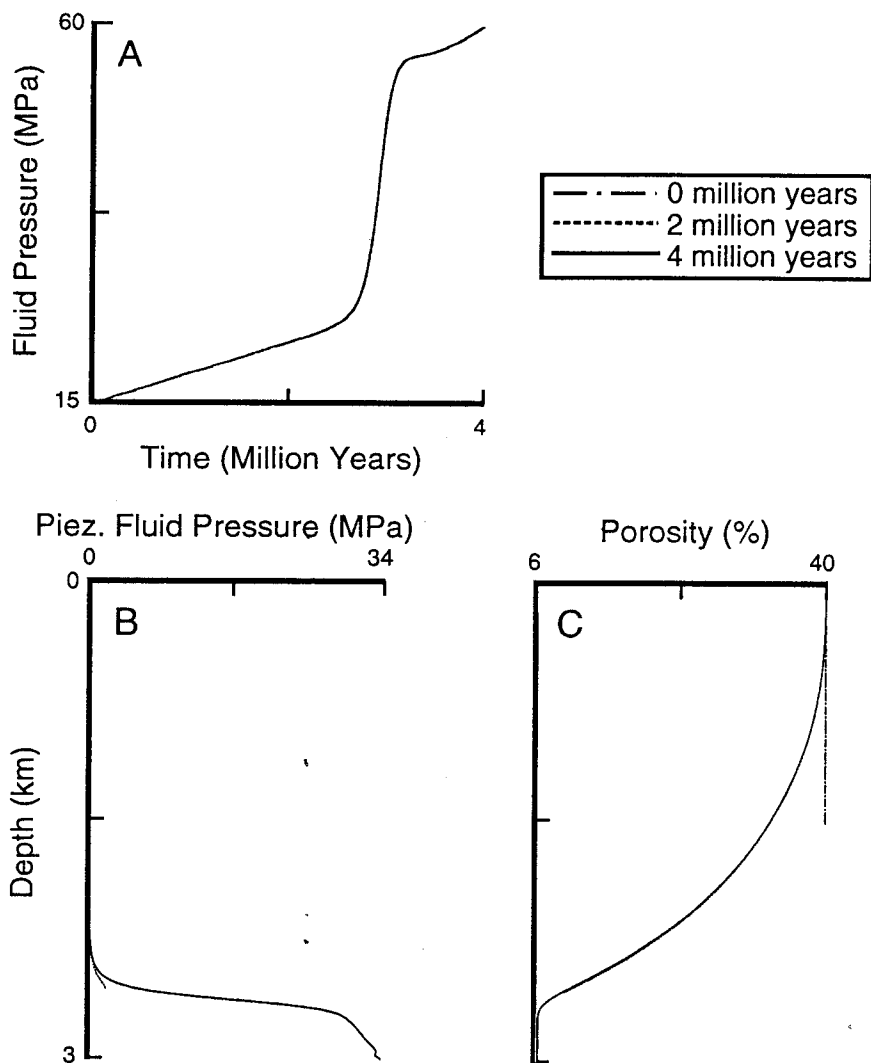 60
A
Fluid Pressure (MPa)
15
0
4
Time (Million Years)
0 million years
2 million years
4 million years
Piez. Fluid Pressure (MPa)
0
34
0
B
Depth (km)
3
Porosity (%)
6
40
C